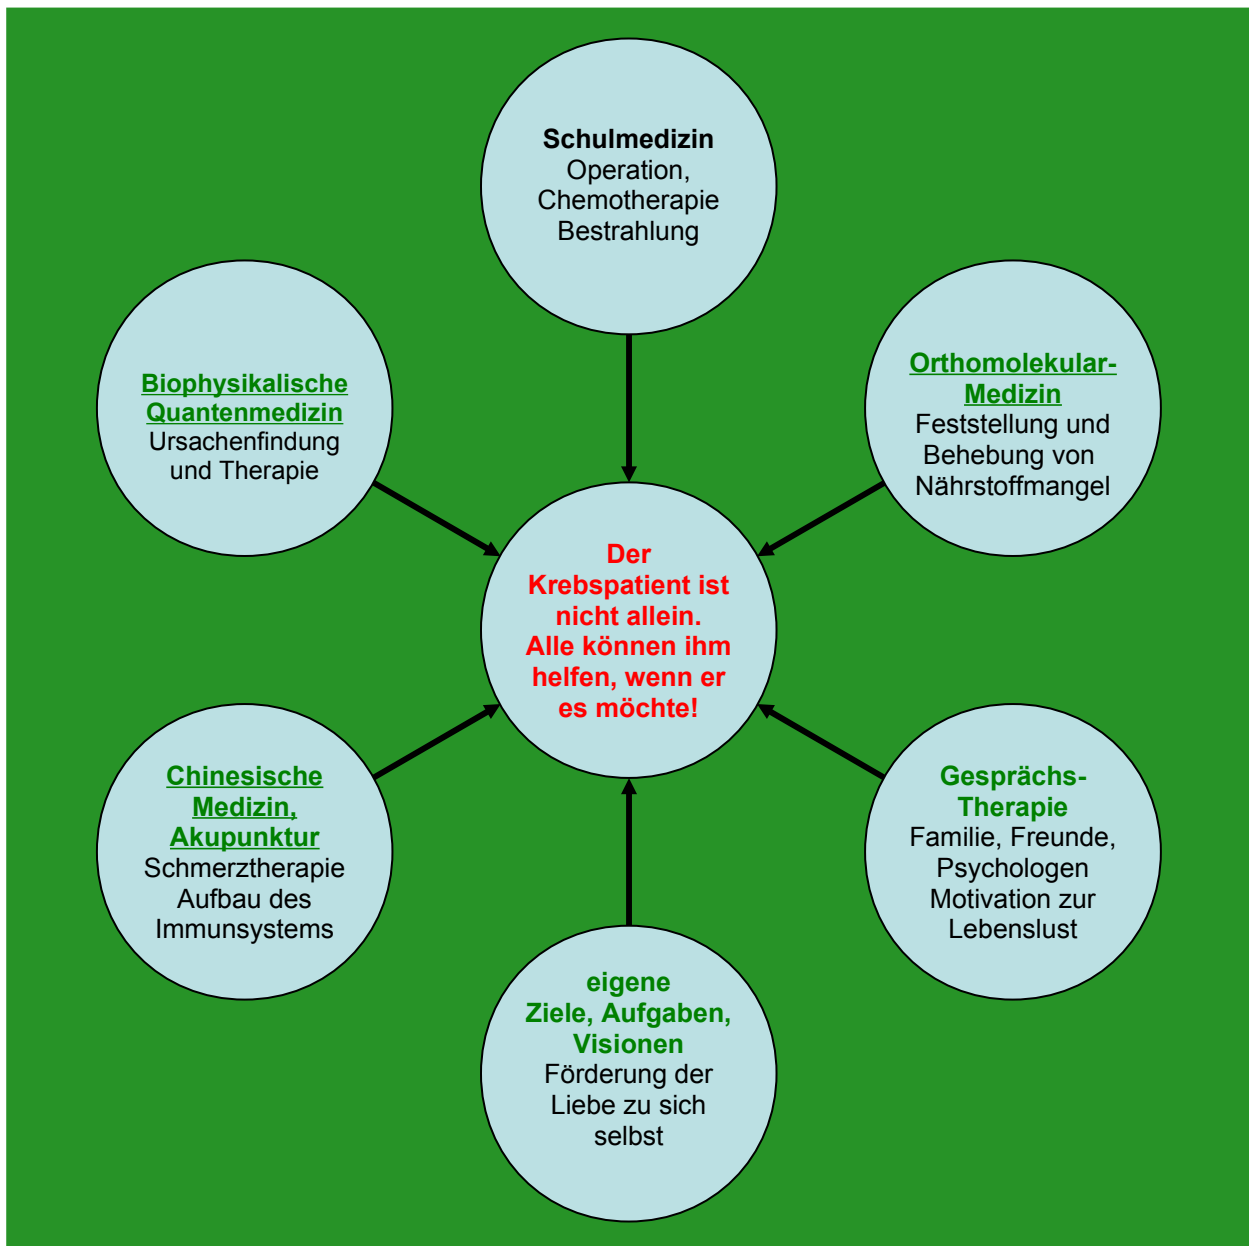 Schulmedizin
Operation,
Chemotherapie
Bestrahlung
Biophysikalische
Quantenmedizin
Ursachenfindung
und Therapie
Orthomolekular-
Medizin
Feststellung und
Behebung von
Nährstoffmangel
Der
Krebspatient ist
nicht allein.
Alle können ihm
helfen, wenn er
es möchte!
Chinesische
Medizin,
Akupunktur
Schmerztherapie
Aufbau des
Immunsystems
Gesprächs-
Therapie
Familie, Freunde,
Psychologen
Motivation zur
Lebenslust
eigene
Ziele, Aufgaben,
Visionen
Förderung der
Liebe zu sich
selbst